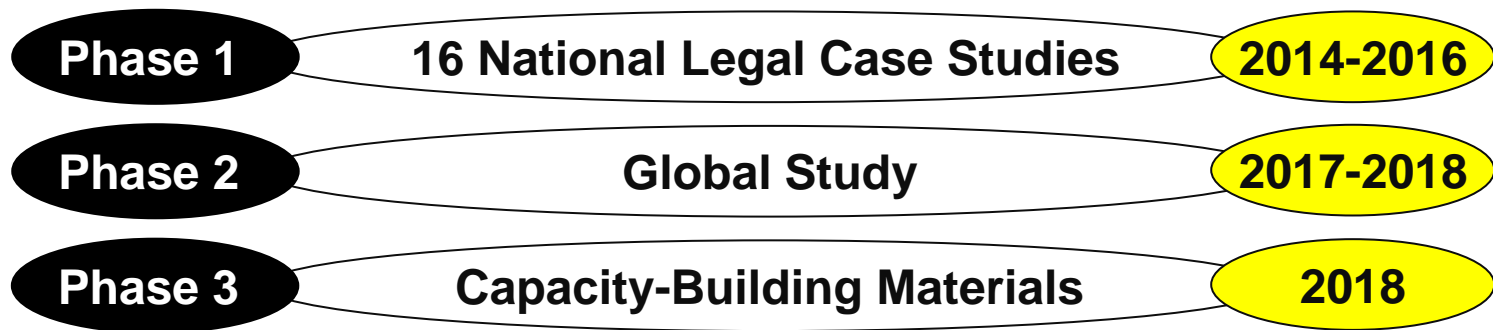 Phase 1 16 National Legal Case Studies 2014-2016
Phase 2 Global Study 2017-2018
Phase 3 Capacity-Building Materials 2018